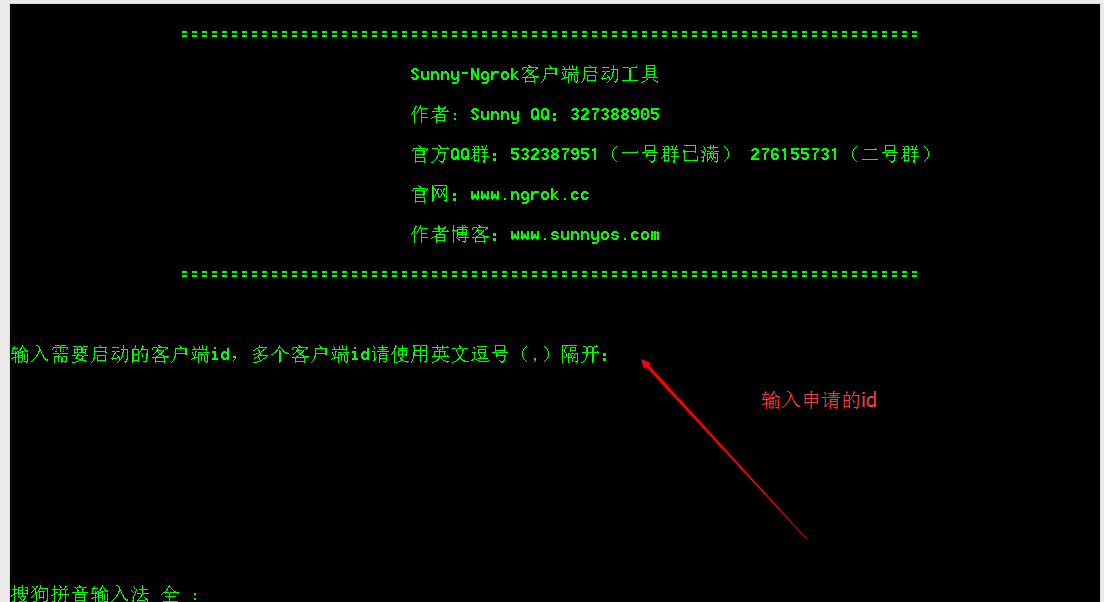 ======================================================================
Sunny-Ngrok客户端启动工具
作者：Sunny QQ：327388905
官方QQ群：532387951（一号群已满） 276155731（二号群）
官网：www.ngrok.cc
作者博客：www.sunnyos.com
======================================================================
输入需要启动的客户端id，多个客户端id请使用英文逗号（,）隔开：
输入申请的id
搜狗拼音输入法 全 ：